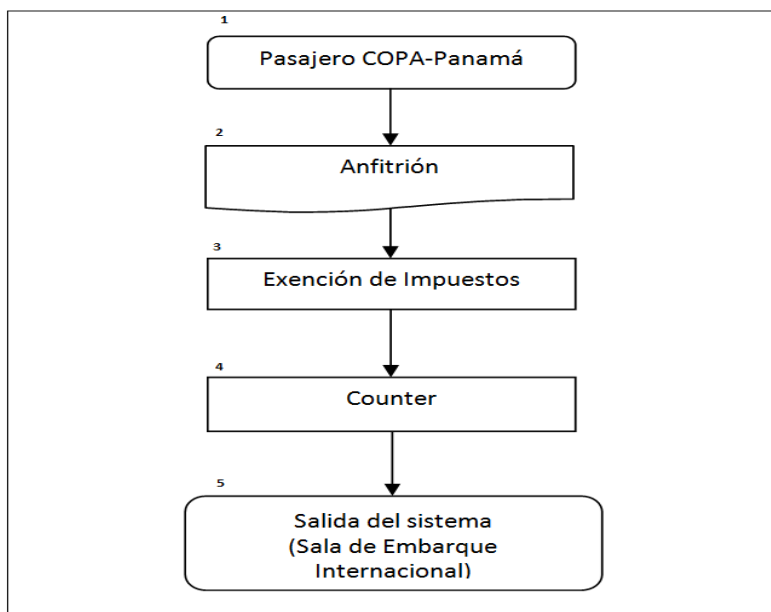 1
Pasajero COPA-Panamá
2
Anfitrión
3
Exención de Impuestos
4
Counter
5
Salida del sistema
(Sala de Embarque
Internacional)